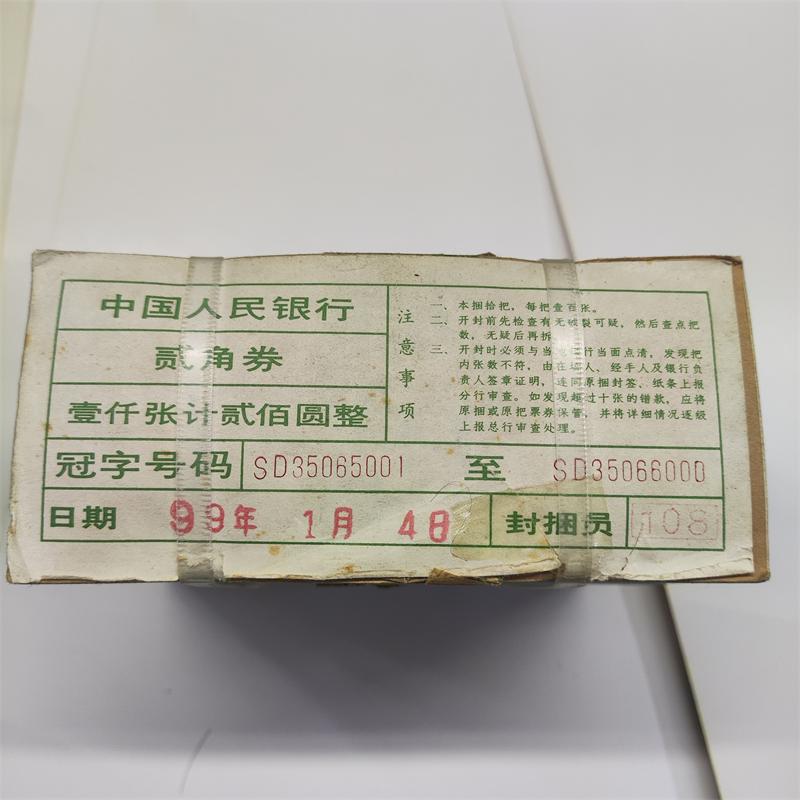 中国人民银行
贰角券
壹仟张计贰佰圆整
注意事项
一、本捆拾把，每把壹百张。
二、开封前先检查有无破裂可疑，然后查点把
数，无疑后再拆
三、开封时必须与当 行当面点清，发现把
内张数不符，由在 人、经手人及银行负
责人签章证明，连同原捆封签、纸条上报
分行审查。如发现超过十张的错款，应将
原捆或原把票券保管，并将详细情况逐级
上报总行审查处理。
冠字号码 SD35065001 至 SD35066000
日期 99年 1月 4日 封捆员 108